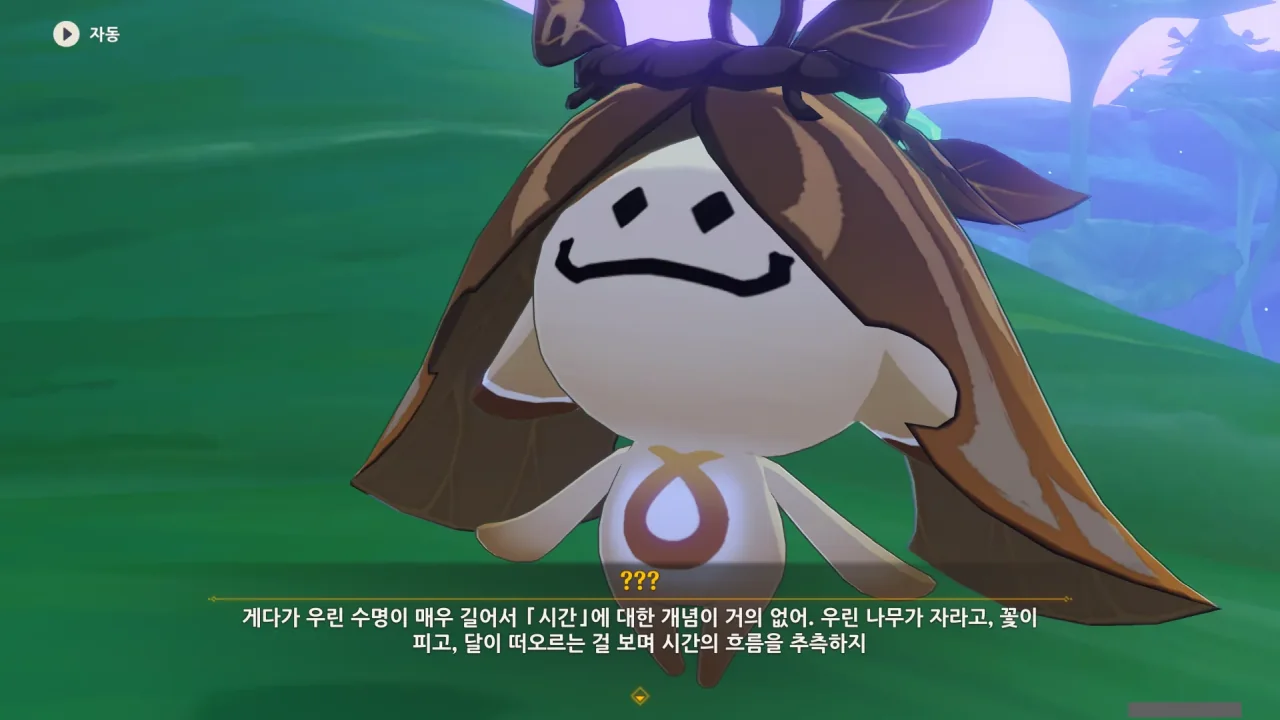 자동
???
게다가 우린 수명이 매우 길어서 「시간」에 대한 개념이 거의 없어. 우린 나무가 자라고, 꽃이
피고, 달이 떠오르는 걸 보며 시간의 흐름을 추측하지